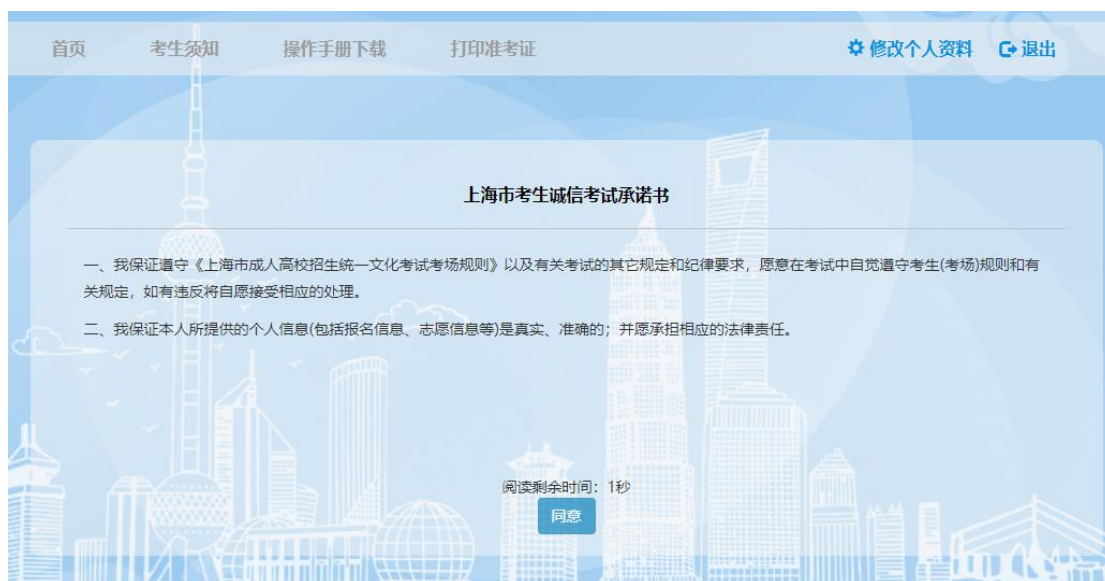 首页 考生须知 操作手册下载 打印准考证 修改个人资料 退出
上海市考生诚信考试承诺书
一、我保证遵守《上海市成人高校招生统一文化考试考场规则》以及有关考试的其它规定和纪律要求，愿意在考试中自觉遵守考生(考场)规则和有
关规定，如有违反将自愿接受相应的处理。
二、我保证本人所提供的个人信息(包括报名信息、志愿信息等)是真实、准确的；并愿承担相应的法律责任。
阅读剩余时间：1秒
同意